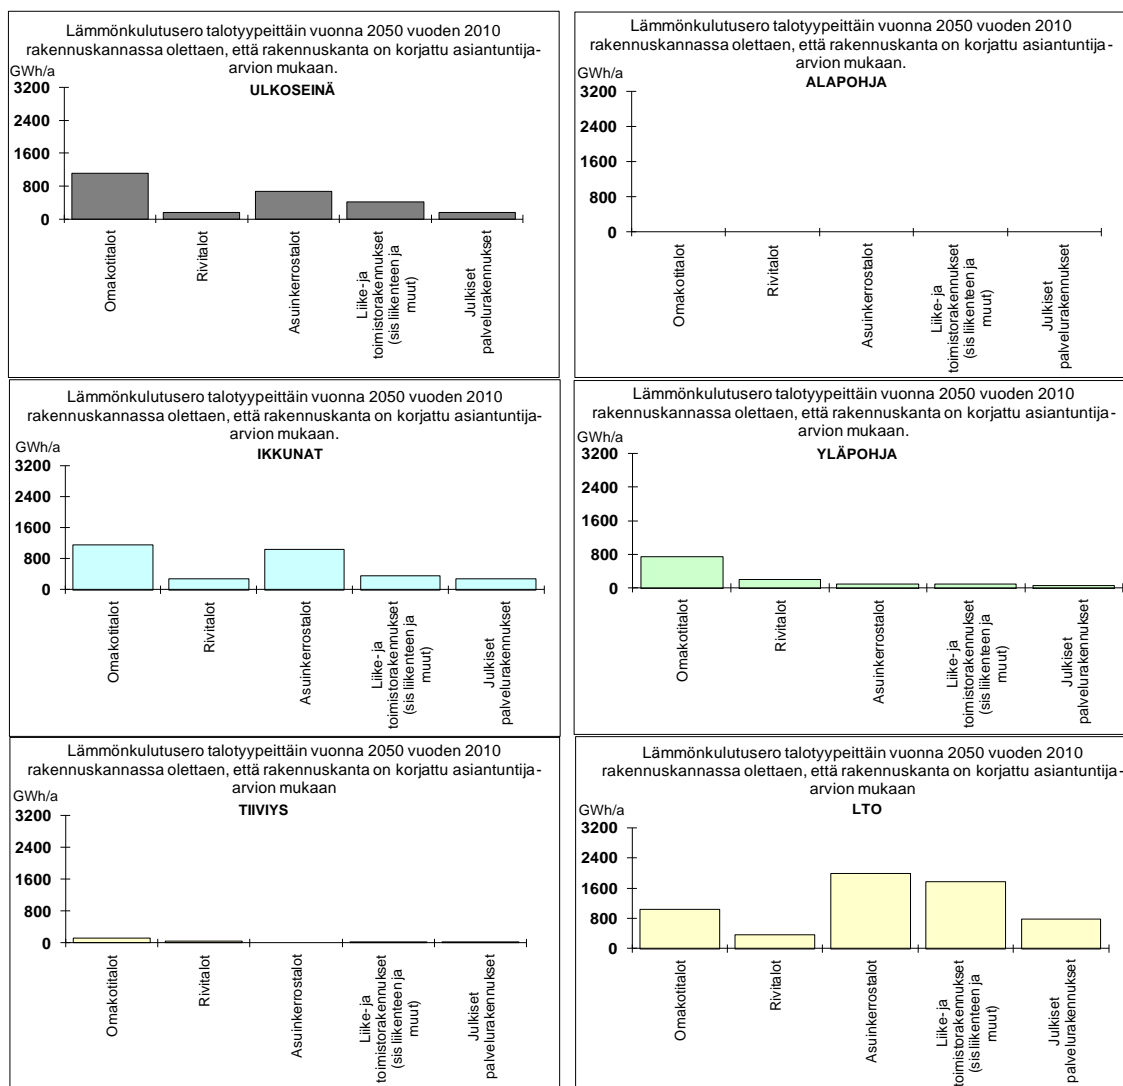 Lämmönkulutusero talotyypeittäin vuonna 2050 vuoden 2010
rakennuskannassa olettaen, että rakennuskanta on korjattu asiantuntija-
arvion mukaan.
GWh/a
ULKOSEINÄ
3200
2400
1600
800
0
Omakotitalot
Rivitalot
Asuinkerrostalot
Liike- ja
toimistorakennukset
(sis liikenteen ja
muut)
Julkiset
palvelurakennukset
Lämmönkulutusero talotyypeittäin vuonna 2050 vuoden 2010
rakennuskannassa olettaen, että rakennuskanta on korjattu asiantuntija-
arvion mukaan.
GWh/a
ALAPOHJA
3200
2400
1600
800
0
Omakotitalot
Rivitalot
Asuinkerrostalot
Liike- ja
toimistorakennukset
(sis liikenteen ja
muut)
Julkiset
palvelurakennukset
Lämmönkulutusero talotyypeittäin vuonna 2050 vuoden 2010
rakennuskannassa olettaen, että rakennuskanta on korjattu asiantuntija-
arvion mukaan.
GWh/a
IKKUNAT
3200
2400
1600
800
0
Omakotitalot
Rivitalot
Asuinkerrostalot
Liike- ja
toimistorakennukset
(sis liikenteen ja
muut)
Julkiset
palvelurakennukset
Lämmönkulutusero talotyypeittäin vuonna 2050 vuoden 2010
rakennuskannassa olettaen, että rakennuskanta on korjattu asiantuntija-
arvion mukaan.
GWh/a
YLÄPOHJA
3200
2400
1600
800
0
Omakotitalot
Rivitalot
Asuinkerrostalot
Liike- ja
toimistorakennukset
(sis liikenteen ja
muut)
Julkiset
palvelurakennukset
Lämmönkulutusero talotyypeittäin vuonna 2050 vuoden 2010
rakennuskannassa olettaen, että rakennuskanta on korjattu asiantuntija-
arvion mukaan
GWh/a
TIIVIYS
3200
2400
1600
800
0
Omakotitalot
Rivitalot
Asuinkerrostalot
Liike- ja
toimistorakennukset
(sis liikenteen ja
muut)
Julkiset
palvelurakennukset
Lämmönkulutusero talotyypeittäin vuonna 2050 vuoden 2010
rakennuskannassa olettaen, että rakennuskanta on korjattu asiantuntija-
arvion mukaan
GWh/a
LTO
3200
2400
1600
800
0
Omakotitalot
Rivitalot
Asuinkerrostalot
Liike- ja
toimistorakennukset
(sis liikenteen ja
muut)
Julkiset
palvelurakennukset